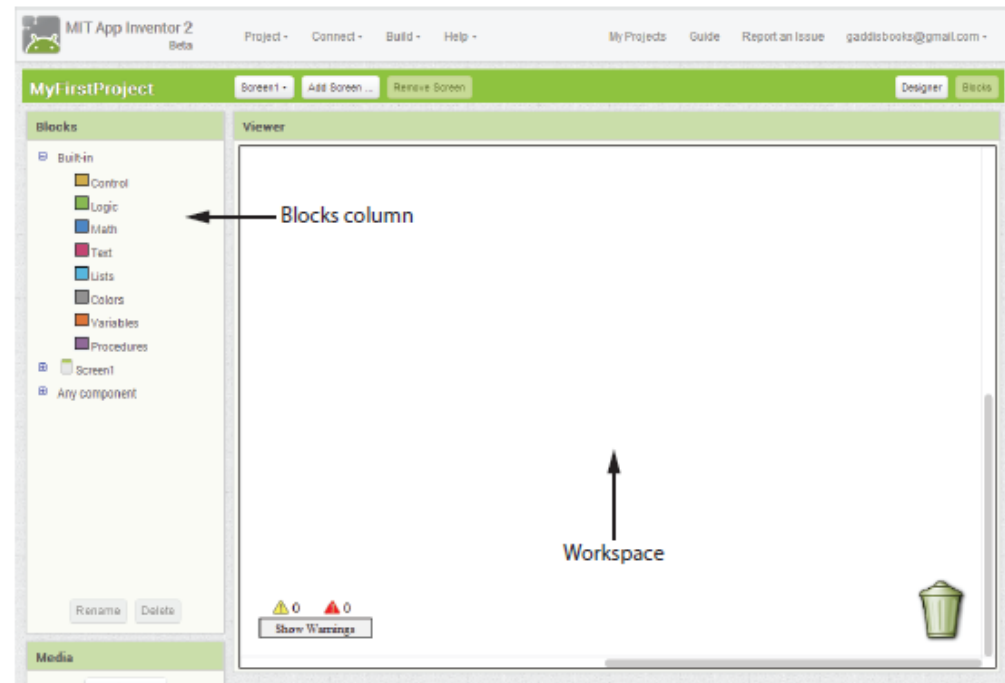 MIT App Inventor 2
Beta
Project Connect Build Help My Projects Guide Report an Issue gaddisbooks@gmail.com
MyFirstProject Screen1 Add Screen ... Remove Screen Designer Blocks
Blocks
Viewer
Built-in
Control
Logic
Math
Text
Lists
Colors
Variables
Procedures
Screen1
Any component
Blocks column
Workspace
Rename Delete
0 0
Show Warnings
Media